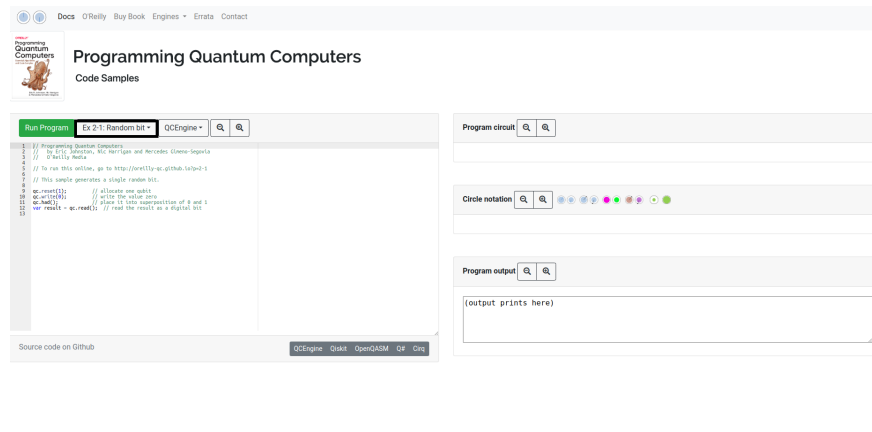 Docs O'Reilly Buy Book Engines Errata Contact
Programming
Quantum
Computers
Programming Quantum Computers
Code Samples
Run Program Ex 2-1: Random bit QCEngine
1 // Programming Quantum Computers
2 // by Eric Johnston, Nic Harrigan and Mercedes Gimeno-Segovia
3 // O'Reilly Media
4
5 // To run this online, go to http://oreilly-qc.github.io?p=2-1
6
7 // This sample generates a single random bit.
8
9 qc.reset(1); // allocate one qubit
10 qc.write(0); // write the value zero
11 qc.had(); // place it into superposition of 0 and 1
12 var result = qc.read(); // read the result as a digital bit
13
Source code on Github
QCEngine Qiskit OpenQASM Q# Cirq
Program circuit
Circle notation
Program output
(output prints here)